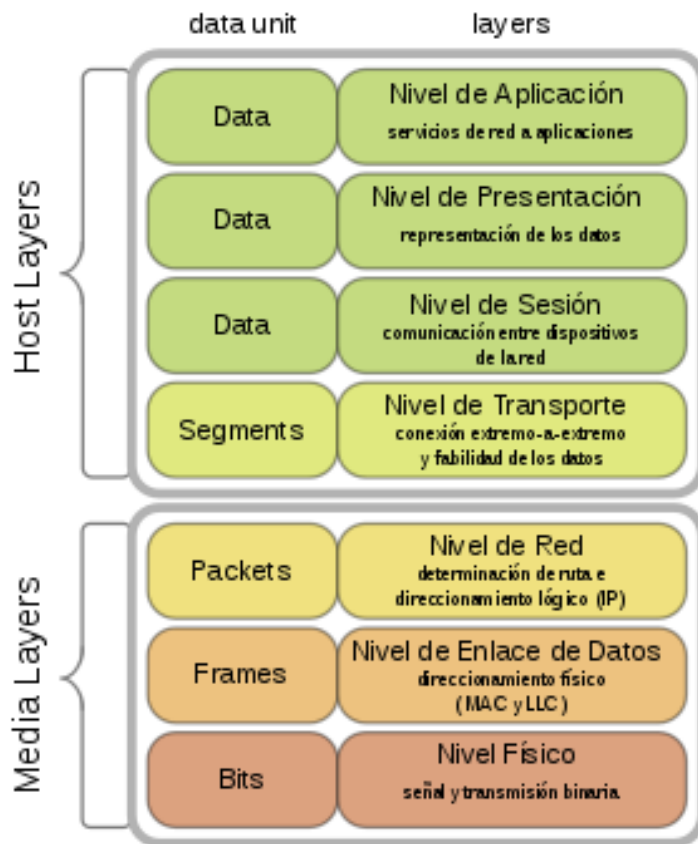 data unit layers
Host Layers
Data
Nivel de Aplicación
servicios de red a aplicaciones
Data
Nivel de Presentación
representación de los datos
Data
Nivel de Sesión
comunicación entre dispositivos
de la red
Segments
Nivel de Transporte
conexión extremo-a-extremo
y fabilidad de los datos
Media Layers
Packets
Nivel de Red
determinación de ruta e
direccionamiento lógico (IP)
Frames
Nivel de Enlace de Datos
direccionamiento físico
(MAC y LLC)
Bits
Nivel Físico
señal y transmisión binaria.